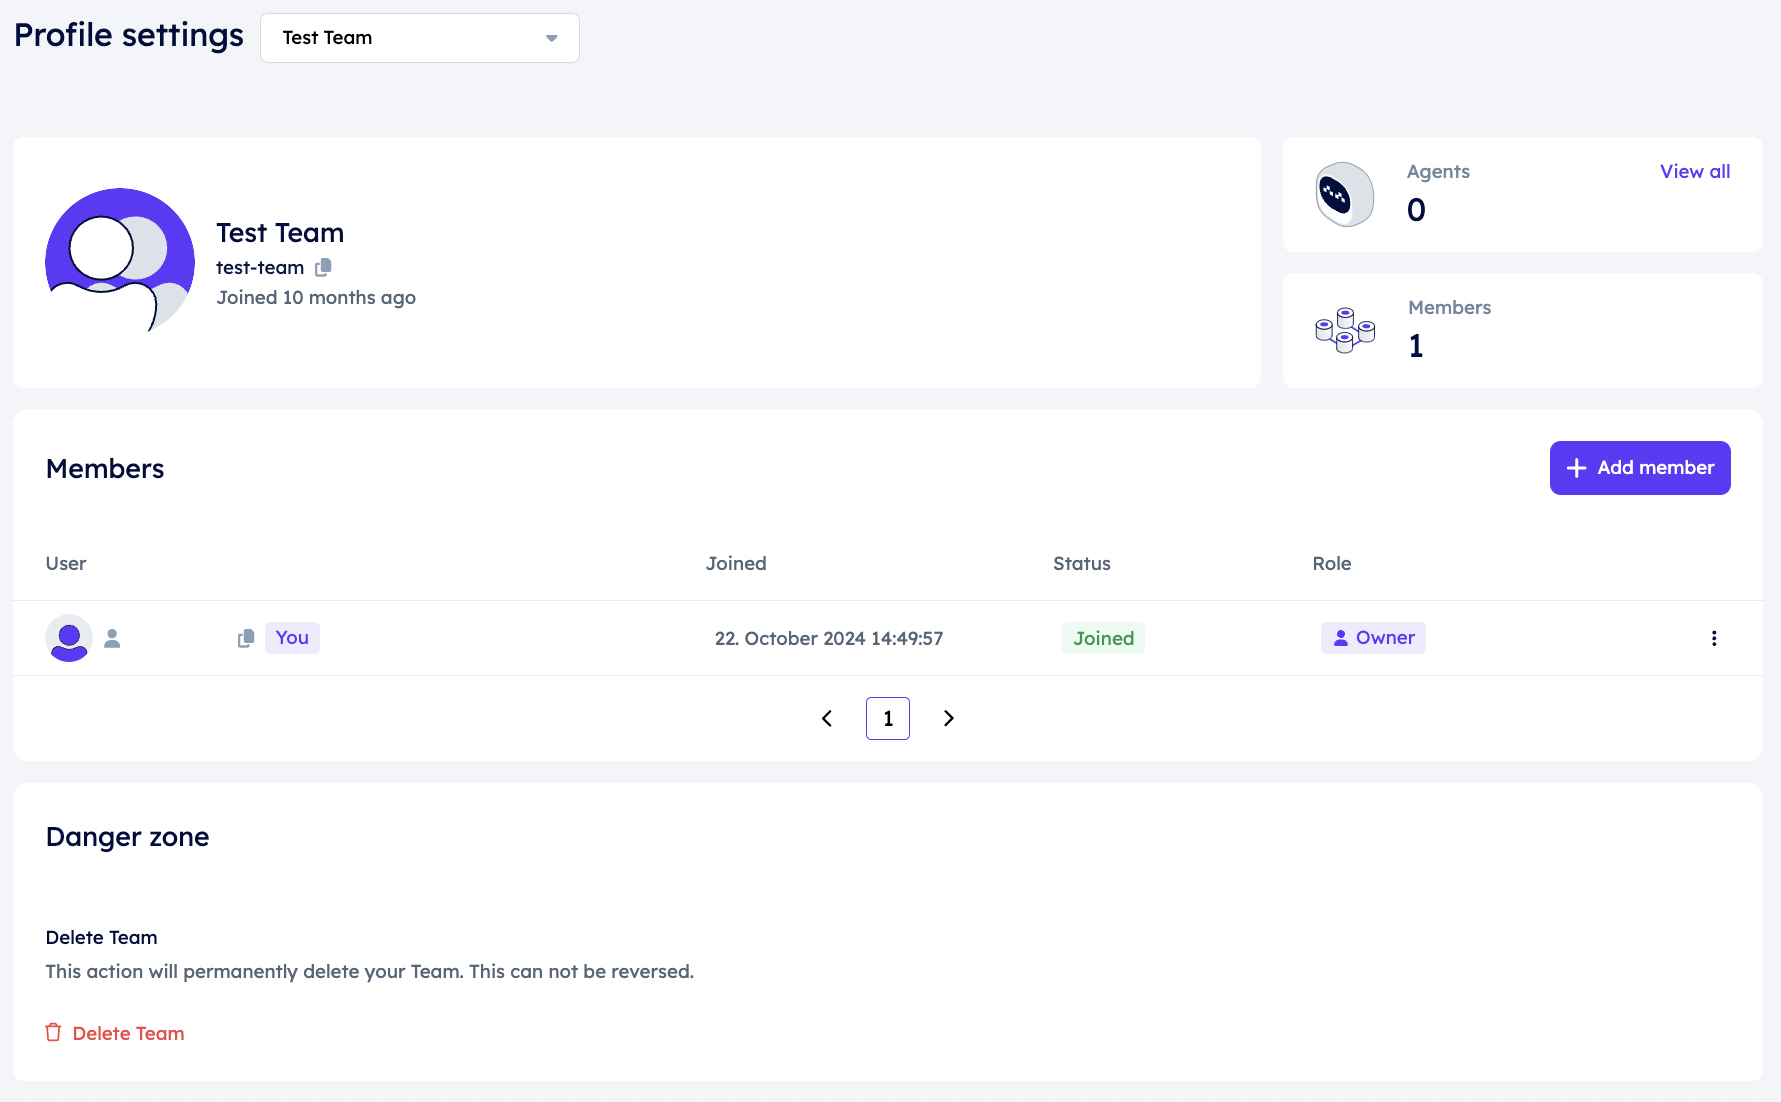 Profile settings
Test Team
Test Team
test-team
Joined 10 months ago
Agents
View all
0
Members
1
Members
Add member
User Joined Status Role
You 22. October 2024 14:49:57 Joined Owner
1
Danger zone
Delete Team
This action will permanently delete your Team. This can not be reversed.
Delete Team